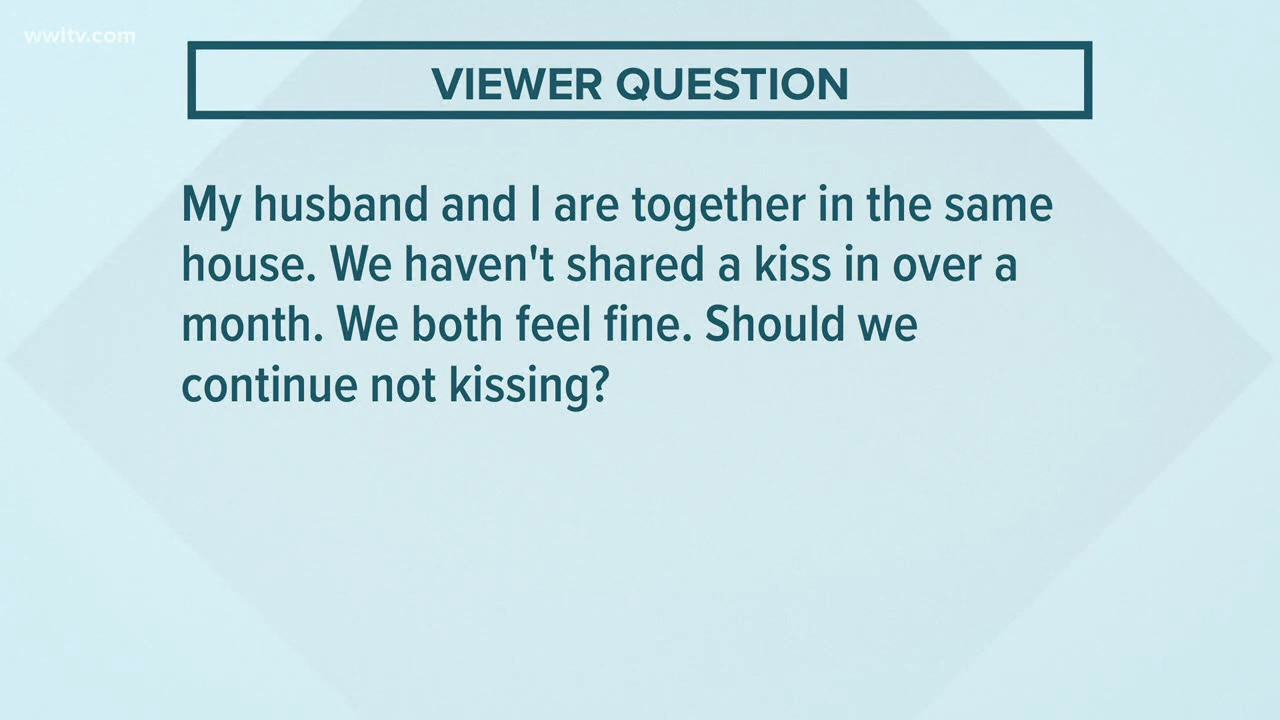 wwltv.com
VIEWER QUESTION
My husband and I are together in the same
house. We haven't shared a kiss in over a
month. We both feel fine. Should we
continue not kissing?